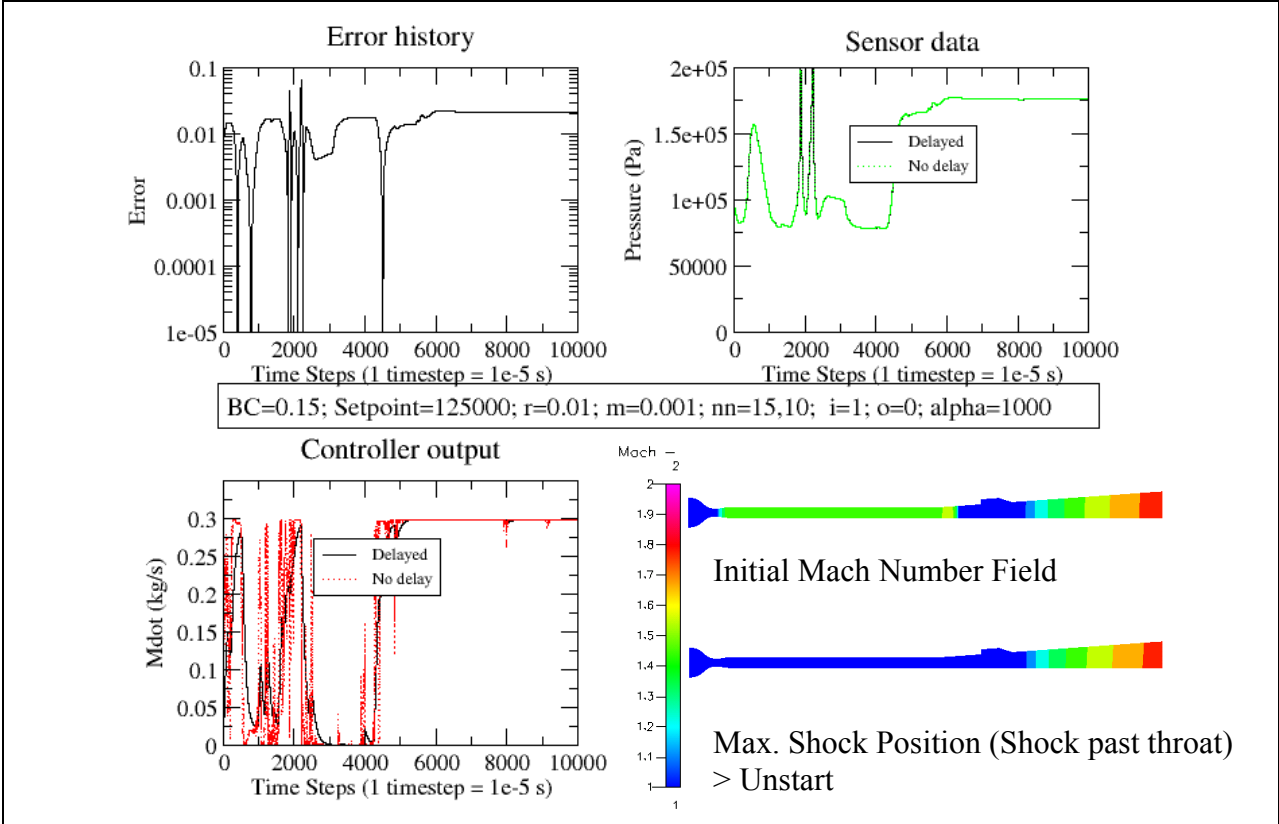 Error history
0.1
0.01
0.001
0.0001
1e-05
Error
0 2000 4000 6000 8000 10000
Time Steps (1 timestep = 1e-5 s)
Sensor data
2e+05
1.5e+05
1e+05
50000
0
Pressure (Pa)
Delayed
No delay
0 2000 4000 6000 8000 10000
Time Steps (1 timestep = 1e-5 s)
BC=0.15; Setpoint=125000; r=0.01; m=0.001; nn=15,10; i=1; o=0; alpha=1000
Controller output
0.3
0.25
0.2
0.15
0.1
0.05
0
Mdot (kg/s)
Delayed
No delay
0 2000 4000 6000 8000 10000
Time Steps (1 timestep = 1e-5 s)
Mach –
2
2
1.9
1.8
1.7
1.6
1.5
1.4
1.3
1.2
1.1
1
1
Initial Mach Number Field
Max. Shock Position (Shock past throat)
> Unstart